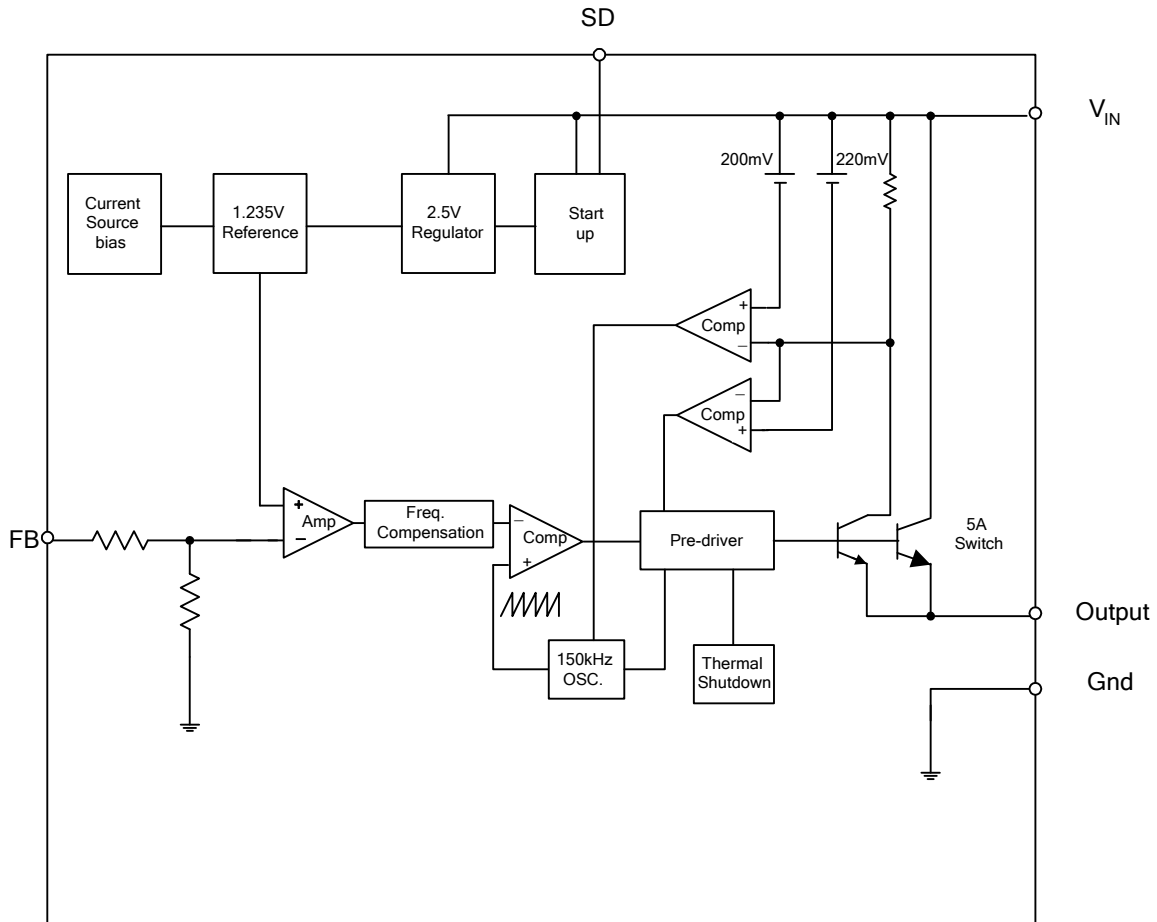 SD
V_IN
200mV
220mV
Current
Source
bias
1.235V
Reference
2.5V
Regulator
Start
up
+
Comp
−
−
Comp
+
FB
+
Amp
−
Freq.
Compensation
−
Comp
+
Pre-driver
5A
Switch
150kHz
OSC.
Thermal
Shutdown
Output
Gnd